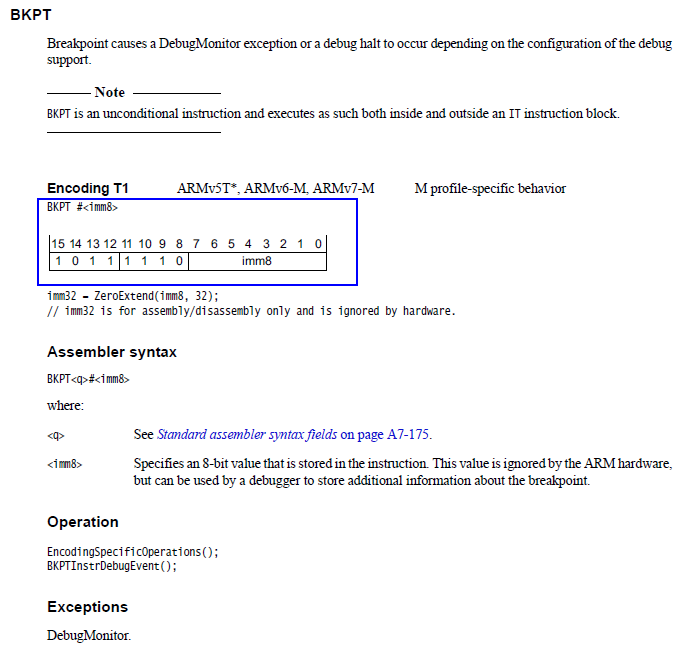 BKPT
Breakpoint causes a DebugMonitor exception or a debug halt to occur depending on the configuration of the debug
support.
Note
BKPT is an unconditional instruction and executes as such both inside and outside an IT instruction block.
Encoding T1 ARMv5T*, ARMv6-M, ARMv7-M M profile-specific behavior
BKPT #<imm8>
15 14 13 12 11 10 9 8 7 6 5 4 3 2 1 0
1 0 1 1 1 1 1 0 imm8
imm32 = ZeroExtend(imm8, 32);
// imm32 is for assembly/disassembly only and is ignored by hardware.
Assembler syntax
BKPT<q>#<imm8>
where:
<q> See Standard assembler syntax fields on page A7-175.
<imm8> Specifies an 8-bit value that is stored in the instruction. This value is ignored by the ARM hardware,
but can be used by a debugger to store additional information about the breakpoint.
Operation
EncodingSpecificOperations();
BKPTInstrDebugEvent();
Exceptions
DebugMonitor.